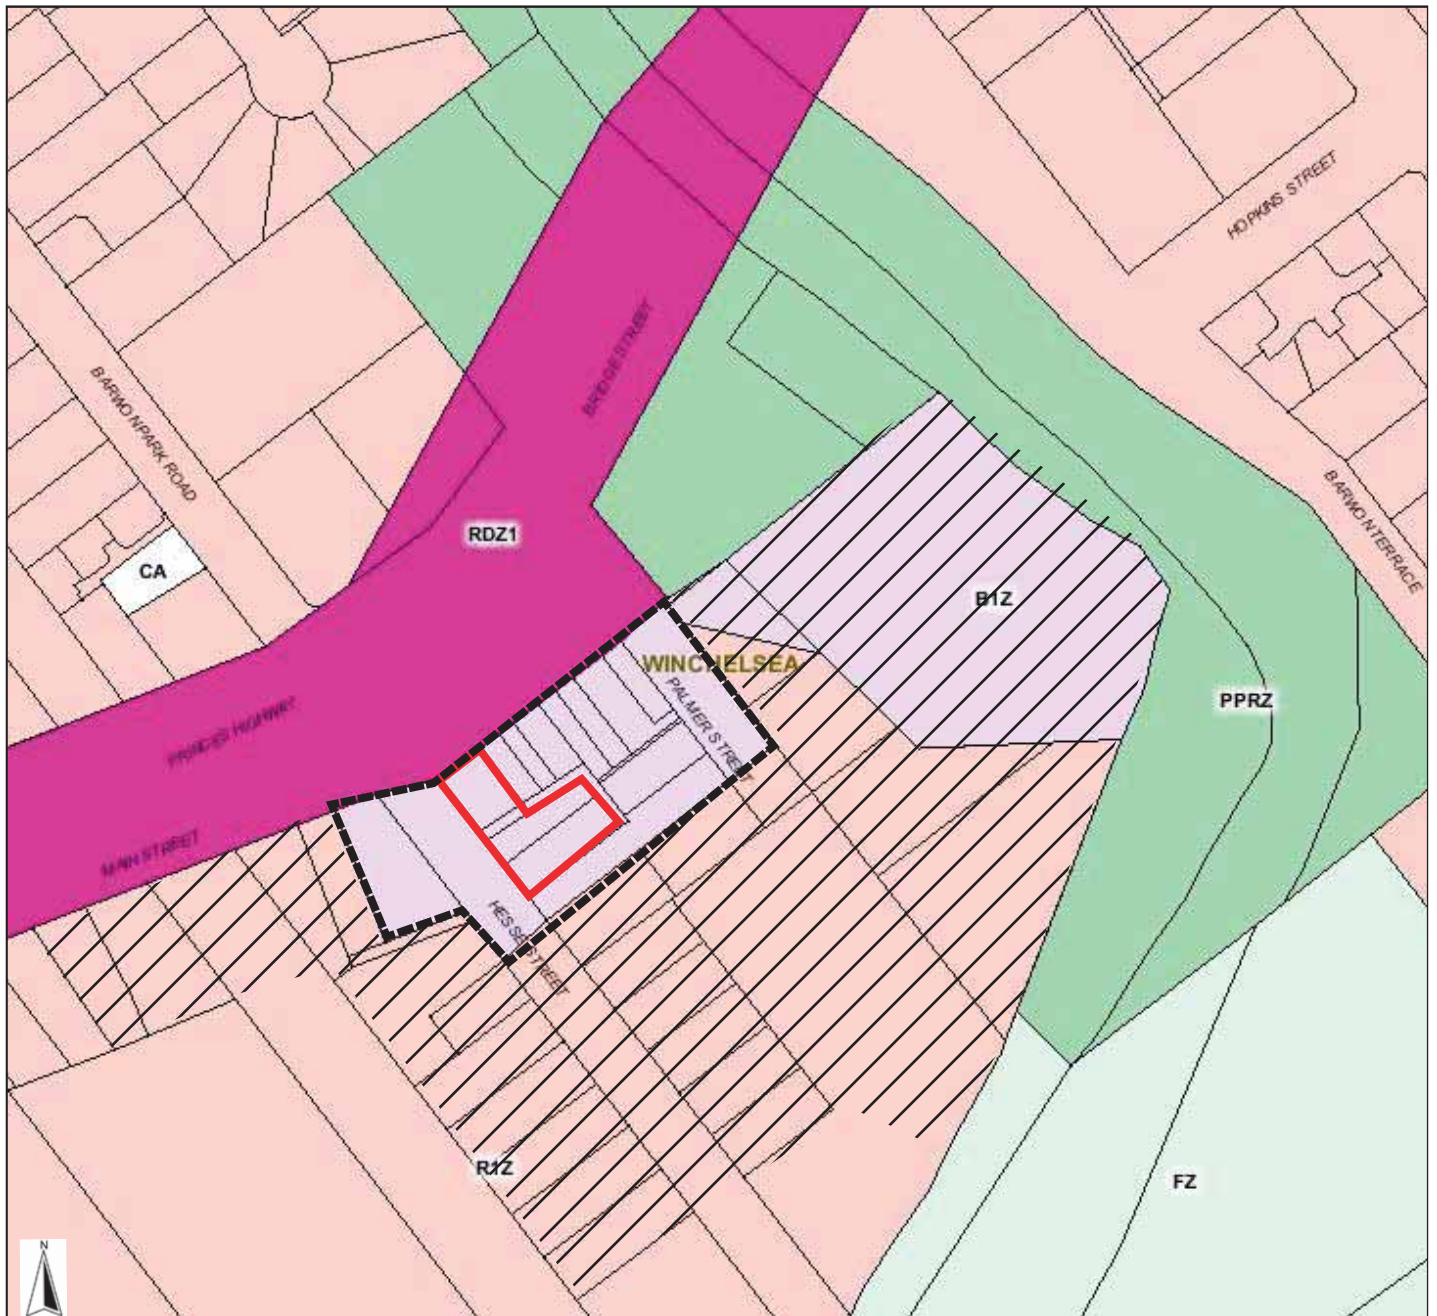 HOPKINS STREET
BRIDGE STREET
BARWON PARK ROAD
BARWON TERRACE
RDZ1
CA
B1Z
WINCHELSEA
PALMER STREET
PPRZ
PRINCES HIGHWAY
MAIN STREET
HESSE STREET
R1Z
FZ
N